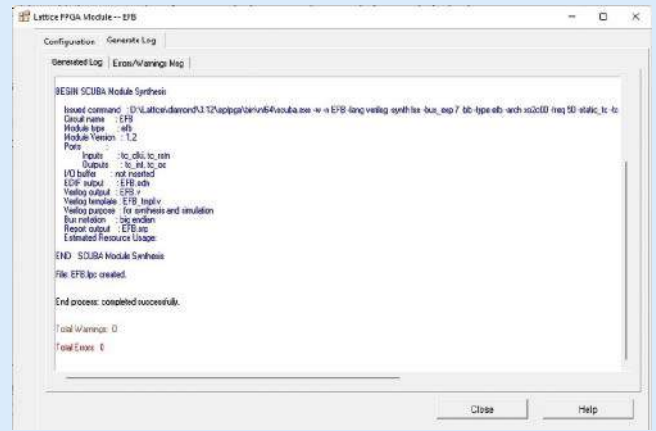 Lattice FPGA Module -- EFB
Configuration Generate Log
Generated Log Errors/Warnings Msg
BEGIN SCUBA Module Synthesis
Issued command : D:\Lattice\diamond\3.12\ispfpga\bin\nt64\scuba.exe -w -n EFB -lang verilog -synth lse -bus_exp 7 -bb -type efb -arch xo2c00 -freq 50 -static_tc -tc
Circuit name : EFB
Module type : efb
Module Version : 1.2
Ports :
Inputs : tc_clki, tc_rstn
Outputs : tc_int, tc_oc
I/O buffer : not inserted
EDIF output : EFB.edn
Verilog output : EFB.v
Verilog template : EFB_tmpl.v
Verilog purpose : for synthesis and simulation
Bus notation : big endian
Report output : EFB.srp
Estimated Resource Usage:
END SCUBA Module Synthesis
File: EFB.lpc created.
End process: completed successfully.
Total Warnings: 0
Total Errors: 0
Close Help